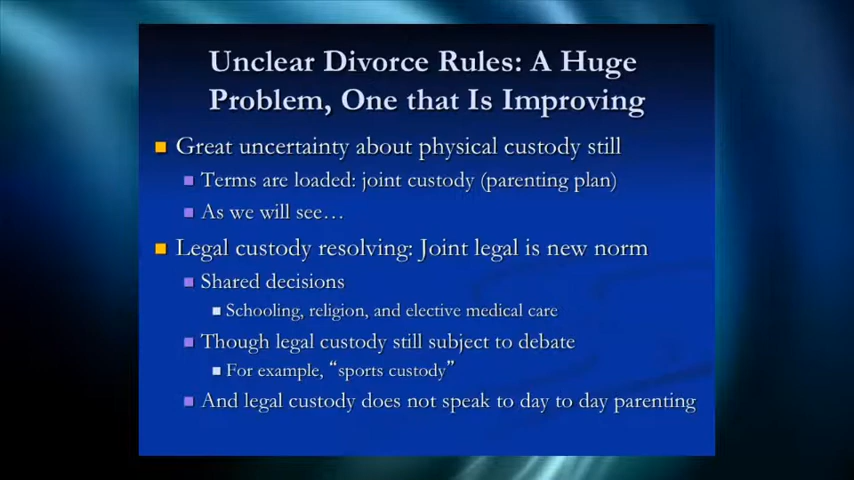 Unclear Divorce Rules: A Huge
Problem, One that Is Improving
Great uncertainty about physical custody still
Terms are loaded: joint custody (parenting plan)
As we will see…
Legal custody resolving: Joint legal is new norm
Shared decisions
Schooling, religion, and elective medical care
Though legal custody still subject to debate
For example, “sports custody”
And legal custody does not speak to day to day parenting